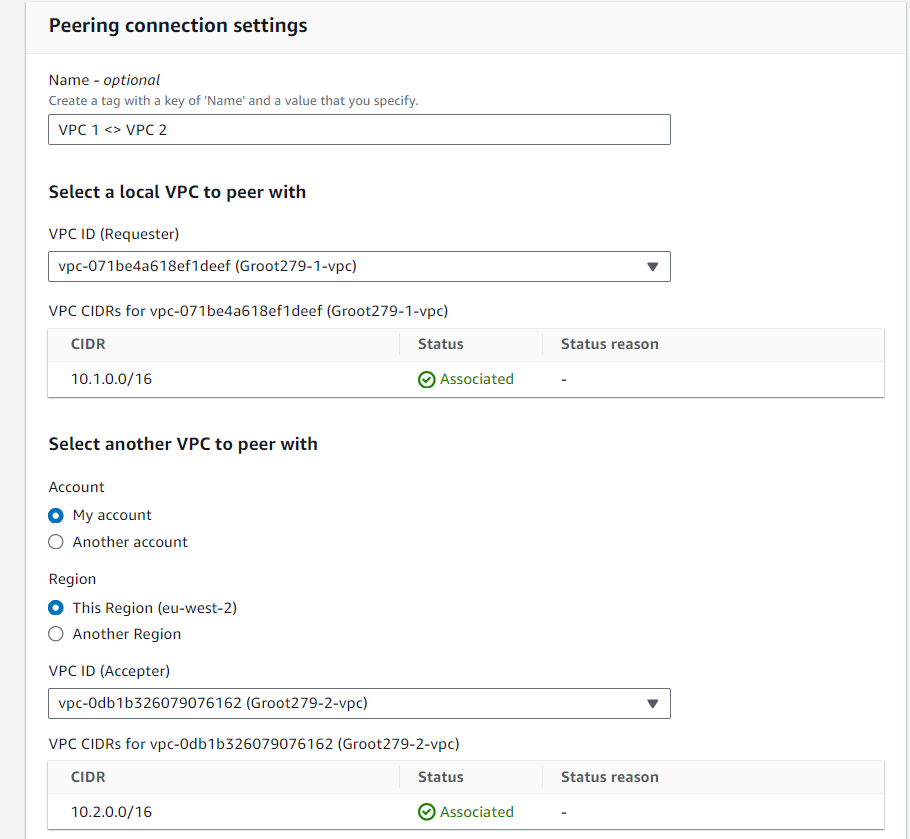 Peering connection settings
Name - optional
Create a tag with a key of 'Name' and a value that you specify.
VPC 1 <> VPC 2
Select a local VPC to peer with
VPC ID (Requester)
vpc-071be4a618ef1deef (Groot279-1-vpc)
VPC CIDRs for vpc-071be4a618ef1deef (Groot279-1-vpc)
CIDR Status Status reason
10.1.0.0/16 Associated -
Select another VPC to peer with
Account
My account
Another account
Region
This Region (eu-west-2)
Another Region
VPC ID (Accepter)
vpc-0db1b326079076162 (Groot279-2-vpc)
VPC CIDRs for vpc-0db1b326079076162 (Groot279-2-vpc)
CIDR Status Status reason
10.2.0.0/16 Associated -